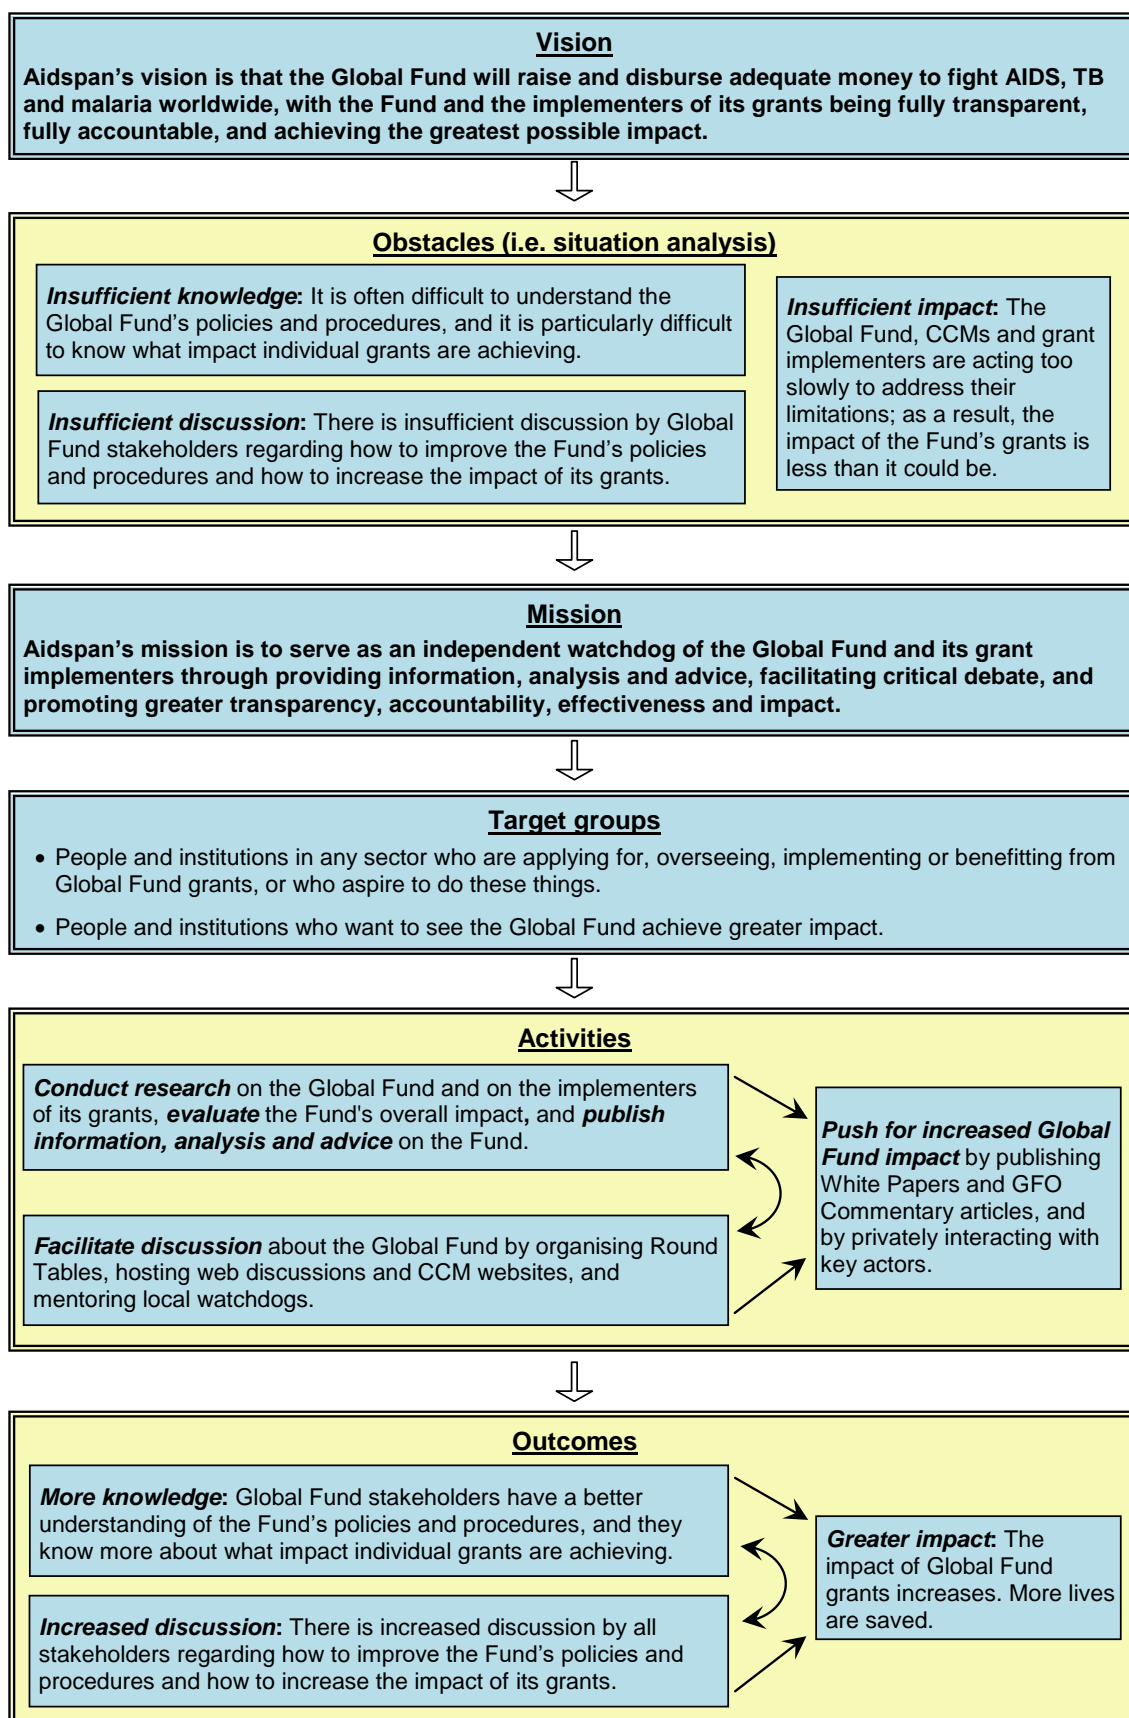 Vision
Aidspan’s vision is that the Global Fund will raise and disburse adequate money to fight AIDS, TB
and malaria worldwide, with the Fund and the implementers of its grants being fully transparent,
fully accountable, and achieving the greatest possible impact.
Obstacles (i.e. situation analysis)
Insufficient knowledge: It is often difficult to understand the
Global Fund’s policies and procedures, and it is particularly difficult
to know what impact individual grants are achieving.
Insufficient discussion: There is insufficient discussion by Global
Fund stakeholders regarding how to improve the Fund’s policies
and procedures and how to increase the impact of its grants.
Insufficient impact: The
Global Fund, CCMs and grant
implementers are acting too
slowly to address their
limitations; as a result, the
impact of the Fund’s grants is
less than it could be.
Mission
Aidspan’s mission is to serve as an independent watchdog of the Global Fund and its grant
implementers through providing information, analysis and advice, facilitating critical debate, and
promoting greater transparency, accountability, effectiveness and impact.
Target groups
• People and institutions in any sector who are applying for, overseeing, implementing or benefitting from
Global Fund grants, or who aspire to do these things.
• People and institutions who want to see the Global Fund achieve greater impact.
Activities
Conduct research on the Global Fund and on the implementers
of its grants, evaluate the Fund's overall impact, and publish
information, analysis and advice on the Fund.
Facilitate discussion about the Global Fund by organising Round
Tables, hosting web discussions and CCM websites, and
mentoring local watchdogs.
Push for increased Global
Fund impact by publishing
White Papers and GFO
Commentary articles, and
by privately interacting with
key actors.
Outcomes
More knowledge: Global Fund stakeholders have a better
understanding of the Fund’s policies and procedures, and they
know more about what impact individual grants are achieving.
Increased discussion: There is increased discussion by all
stakeholders regarding how to improve the Fund’s policies and
procedures and how to increase the impact of its grants.
Greater impact: The
impact of Global Fund
grants increases. More lives
are saved.